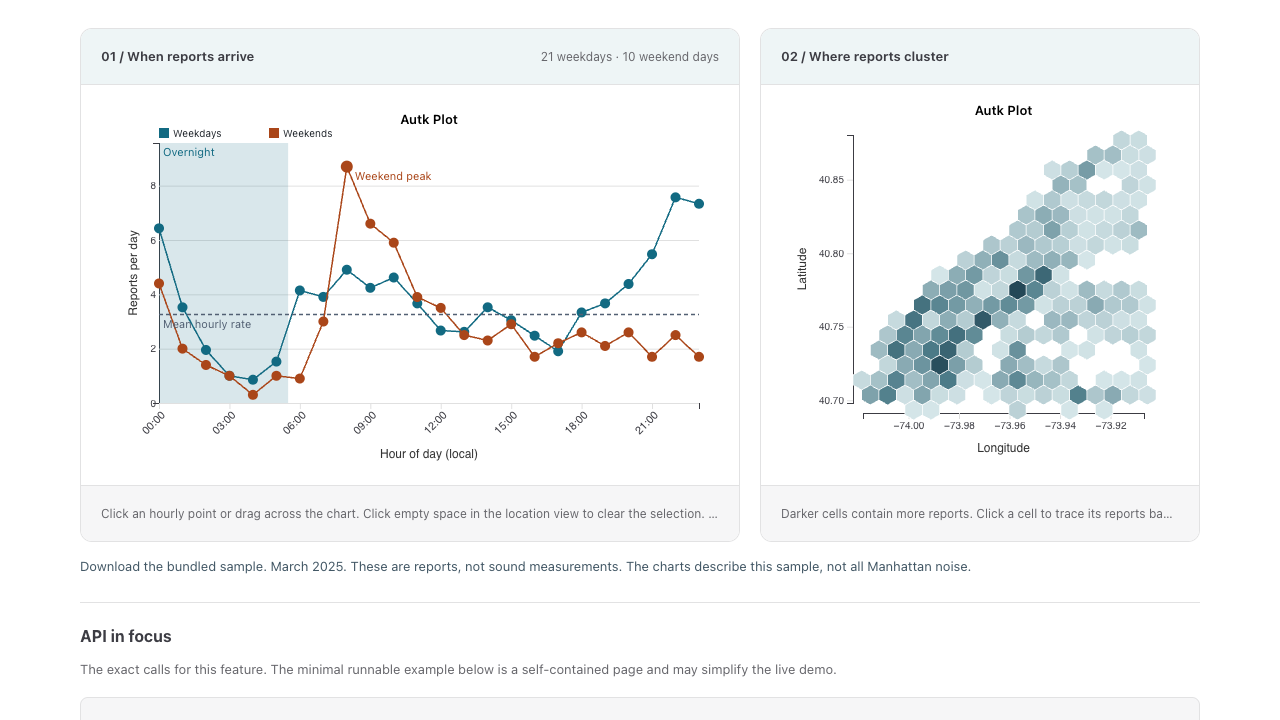 01 / When reports arrive
21 weekdays · 10 weekend days
Autk Plot
Weekdays
Weekends
Overnight
Weekend peak
Mean hourly rate
Reports per day
8
6
4
2
0
00:00
03:00
06:00
09:00
12:00
15:00
18:00
21:00
Hour of day (local)
Click an hourly point or drag across the chart. Click empty space in the location view to clear the selection. ...
02 / Where reports cluster
Autk Plot
Latitude
40.85
40.80
40.75
40.70
−74.00
−73.98
−73.96
−73.94
−73.92
Longitude
Darker cells contain more reports. Click a cell to trace its reports ba...
Download the bundled sample. March 2025. These are reports, not sound measurements. The charts describe this sample, not all Manhattan noise.
API in focus
The exact calls for this feature. The minimal runnable example below is a self-contained page and may simplify the live demo.